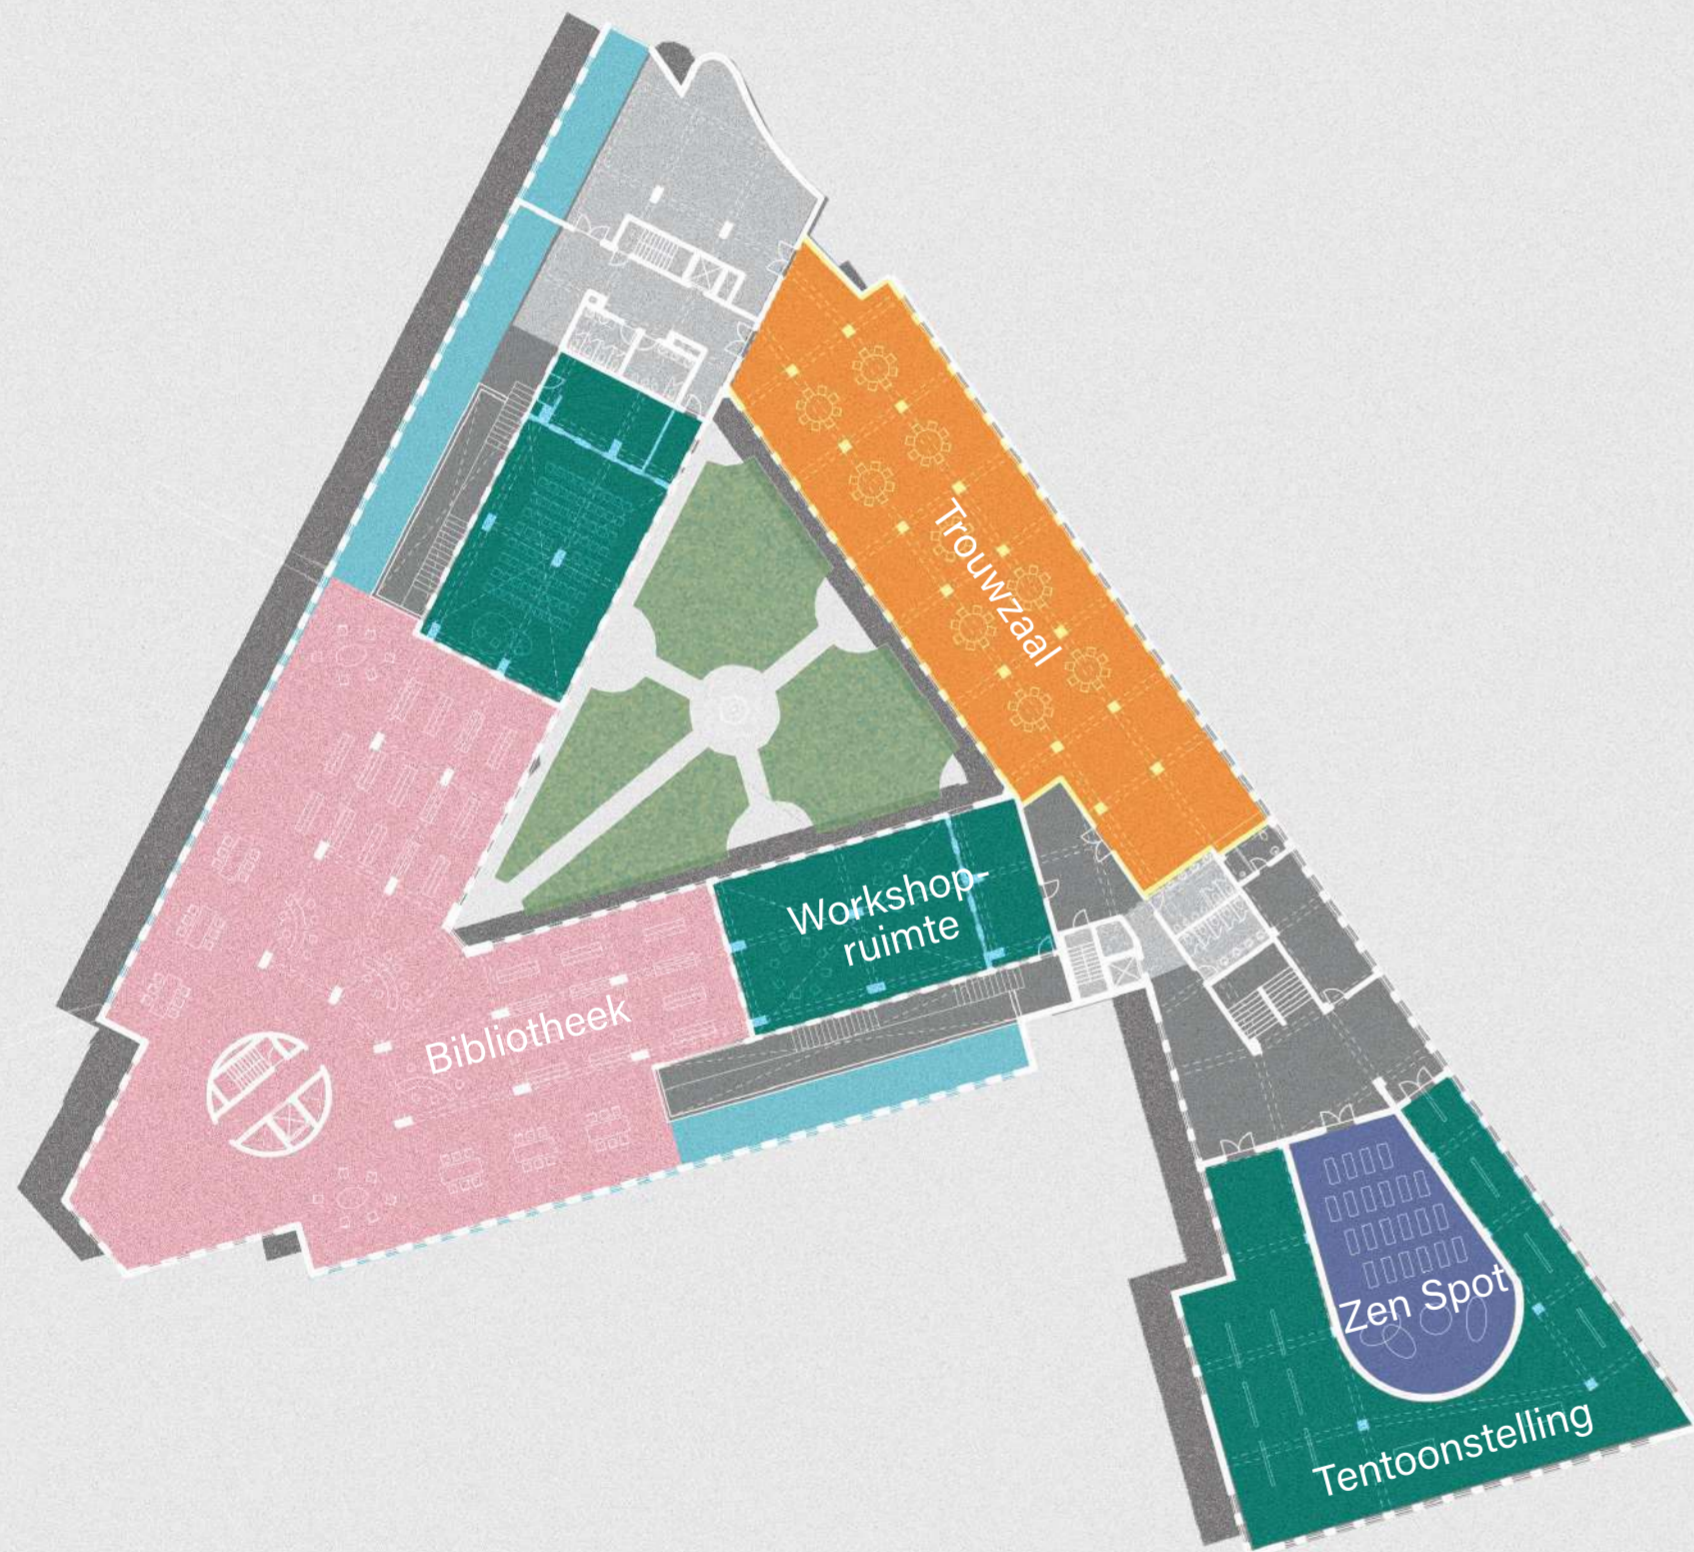 Trouwzaal
Workshop-
ruimte
Bibliotheek
Zen Spot
Tentoonstelling